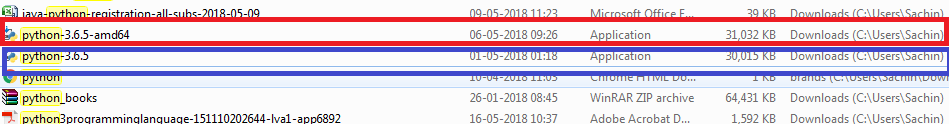 java-python-registration-all-subs-2018-05-09 09-05-2018 11:23 Microsoft Office E... 39 KB Downloads (C:\Users\Sachin)
python-3.6.5-amd64 06-05-2018 09:26 Application 31,032 KB Downloads (C:\Users\Sachin)
python-3.6.5 01-05-2018 01:18 Application 30,015 KB Downloads (C:\Users\Sachin)
python 10-04-2018 11:03 Chrome HTML Do... 1 KB brands (C:\Users\Sachin\Down
python_books 26-01-2018 08:45 WinRAR ZIP archive 64,431 KB Downloads (C:\Users\Sachin)
python3programminglanguage-151110202644-lva1-app6892 16-05-2018 10:37 Adobe Acrobat D... 1,592 KB Downloads (C:\Users\Sachin)